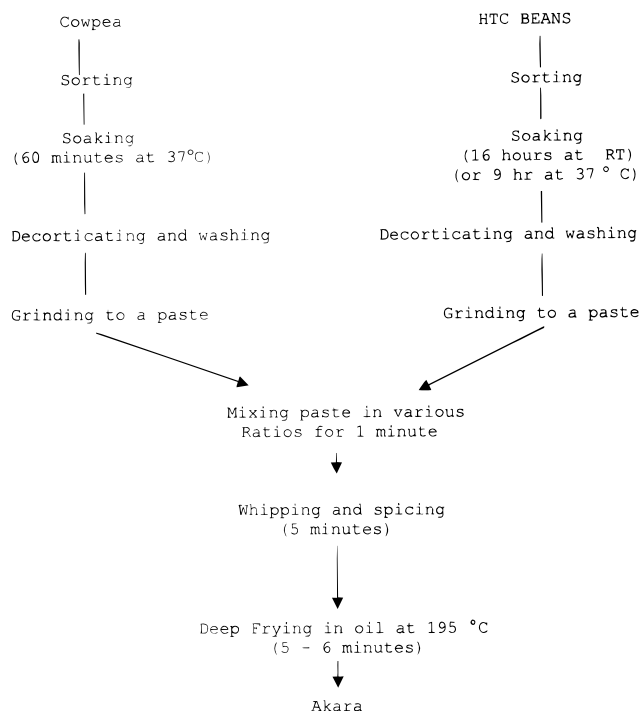 Cowpea
Sorting
Soaking
(60 minutes at 37°C)
Decorticating and washing
Grinding to a paste
HTC BEANS
Sorting
Soaking
(16 hours at RT)
(or 9 hr at 37 ° C)
Decorticating and washing
Grinding to a paste
Mixing paste in various
Ratios for 1 minute
Whipping and spicing
(5 minutes)
Deep Frying in oil at 195 °C
(5 - 6 minutes)
Akara